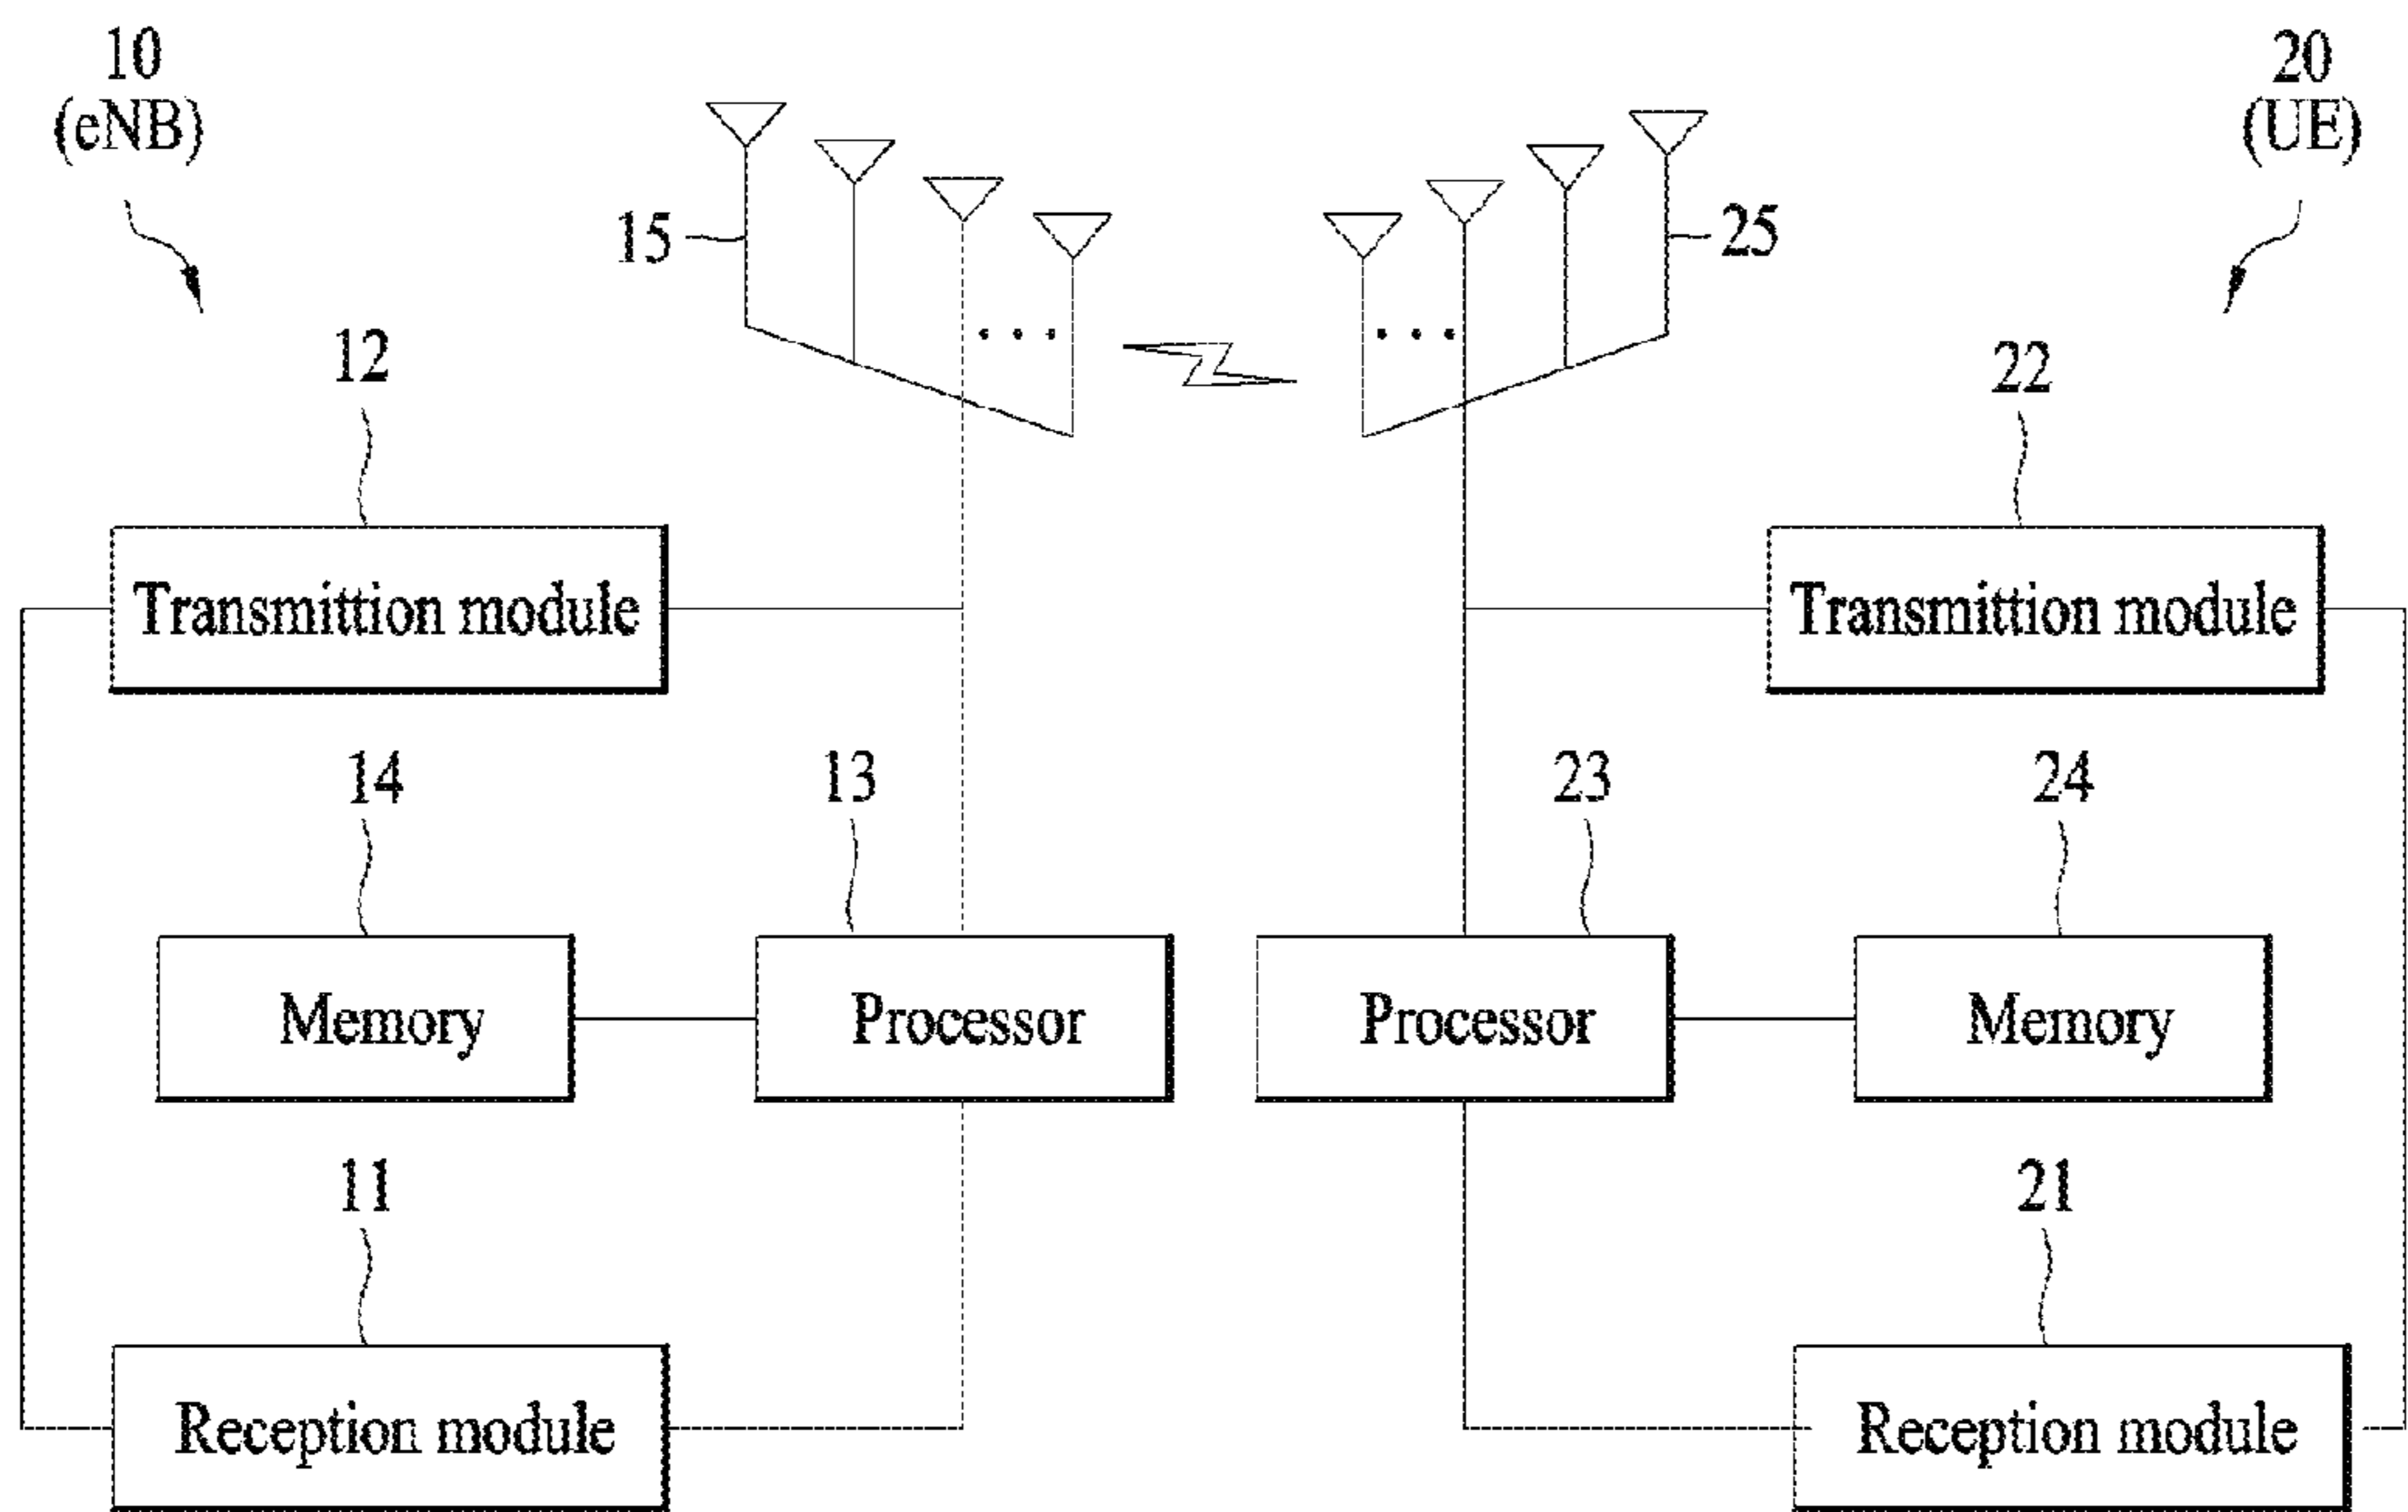 10
(eNB)
20
(UE)
15
25
12
22
Transmittion module
Transmittion module
14
13
23
24
Memory
Processor
Processor
Memory
11
21
Reception module
Reception module